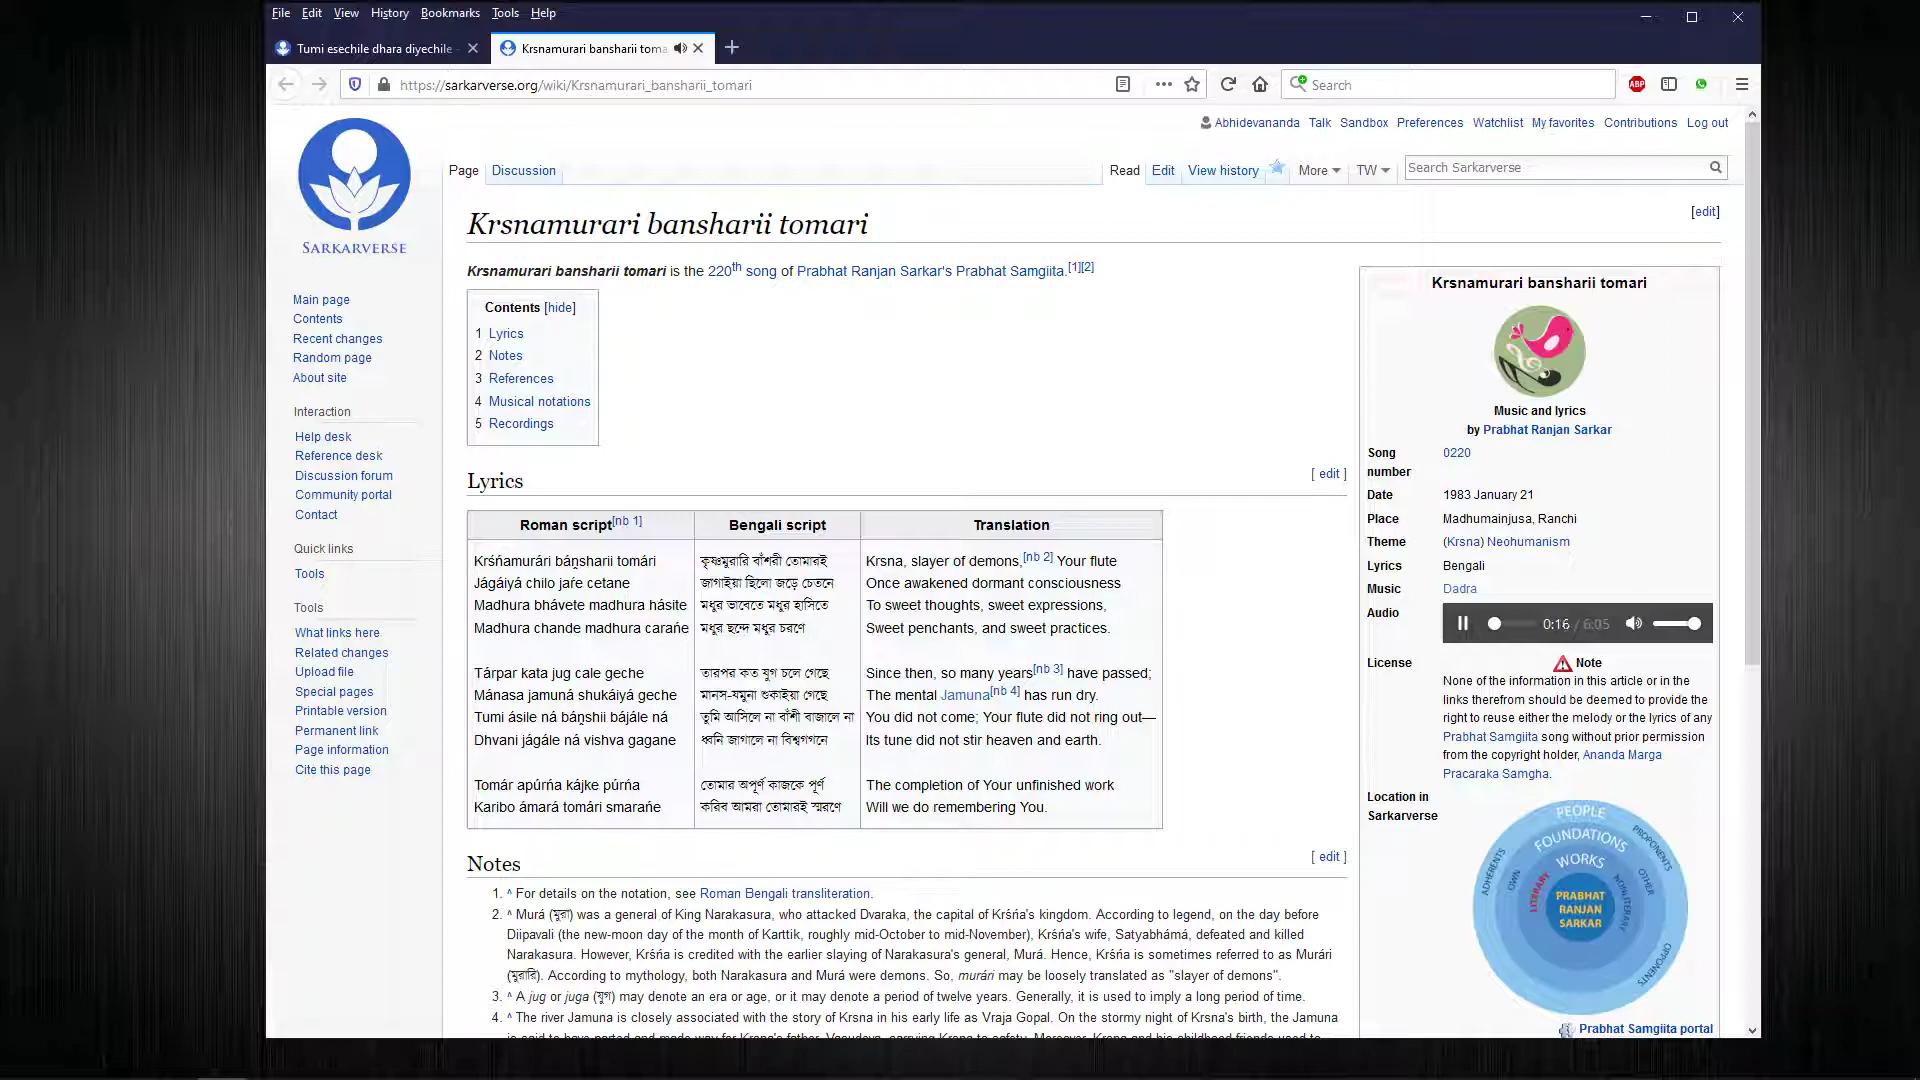 File Edit View History Bookmarks Tools Help
Tumi esechile dhara diyechile
Krsnamurari bansharii toma
https://sarkarverse.org/wiki/Krsnamurari_bansharii_tomari
Search
ABP
Abhidevananda Talk Sandbox Preferences Watchlist My favorites Contributions Log out
Page Discussion
Read Edit View history More TW
Search Sarkarverse
SARKARVERSE
Main page
Contents
Recent changes
Random page
About site
Interaction
Help desk
Reference desk
Discussion forum
Community portal
Contact
Quick links
Tools
Tools
What links here
Related changes
Upload file
Special pages
Printable version
Permanent link
Page information
Cite this page
Krsnamurari bansharii tomari
[edit]
Krsnamurari bansharii tomari is the 220th song of Prabhat Ranjan Sarkar's Prabhat Samgiita.[1][2]
Contents [hide]
1 Lyrics
2 Notes
3 References
4 Musical notations
5 Recordings
Lyrics
[ edit ]
Roman script[nb 1] Bengali script Translation
Krśńamurári báṋsharii tomári কৃষ্ণমুরারি বাঁশরী তোমারই Krsna, slayer of demons,[nb 2] Your flute
Jágáiyá chilo jaŕe cetane জাগাইয়া ছিলো জড়ে চেতনে Once awakened dormant consciousness
Madhura bhávete madhura hásite মধুর ভাবেতে মধুর হাসিতে To sweet thoughts, sweet expressions,
Madhura chande madhura carańe মধুর ছন্দে মধুর চরণে Sweet penchants, and sweet practices.
Tárpar kata jug cale geche তারপর কত যুগ চলে গেছে Since then, so many years[nb 3] have passed;
Mánasa jamuná shukáiyá geche মানস-যমুনা শুকাইয়া গেছে The mental Jamuna[nb 4] has run dry.
Tumi ásile ná báṋshii bájále ná তুমি আসিলে না বাঁশী বাজালে না You did not come; Your flute did not ring out—
Dhvani jágále ná vishva gagane ধ্বনি জাগালে না বিশ্বগগনে Its tune did not stir heaven and earth.
Tomár apúrńa kájke púrńa তোমার অপূর্ণ কাজকে পূর্ণ The completion of Your unfinished work
Karibo ámará tomári smarańe করিব আমরা তোমারই স্মরণে Will we do remembering You.
Notes
[ edit ]
1. ^ For details on the notation, see Roman Bengali transliteration.
2. ^ Murá (মুরা) was a general of King Narakasura, who attacked Dvaraka, the capital of Krśńa's kingdom. According to legend, on the day before
Diipavali (the new-moon day of the month of Karttik, roughly mid-October to mid-November), Krśńa's wife, Satyabhámá, defeated and killed
Narakasura. However, Krśńa is credited with the earlier slaying of Narakasura's general, Murá. Hence, Krśńa is sometimes referred to as Murári
(মুরারি). According to mythology, both Narakasura and Murá were demons. So, murári may be loosely translated as "slayer of demons".
3. ^ A jug or juga (যুগ) may denote an era or age, or it may denote a period of twelve years. Generally, it is used to imply a long period of time.
4. ^ The river Jamuna is closely associated with the story of Krsna in his early life as Vraja Gopal. On the stormy night of Krsna's birth, the Jamuna
Krsnamurari bansharii tomari
Music and lyrics
by Prabhat Ranjan Sarkar
Song number 0220
Date 1983 January 21
Place Madhumainjusa, Ranchi
Theme (Krsna) Neohumanism
Lyrics Bengali
Music Dadra
Audio 0:16 / 6:05
License Note
None of the information in this article or in the
links therefrom should be deemed to provide the
right to reuse either the melody or the lyrics of any
Prabhat Samgiita song without prior permission
from the copyright holder, Ananda Marga
Pracaraka Samgha.
Location in
Sarkarverse
PEOPLE
FOUNDATIONS
WORKS
ADHERENTS
PROPONENTS
OWN
OTHER
LITERARY
NONLITERARY
OPPONENTS
PRABHAT
RANJAN
SARKAR
Prabhat Samgiita portal